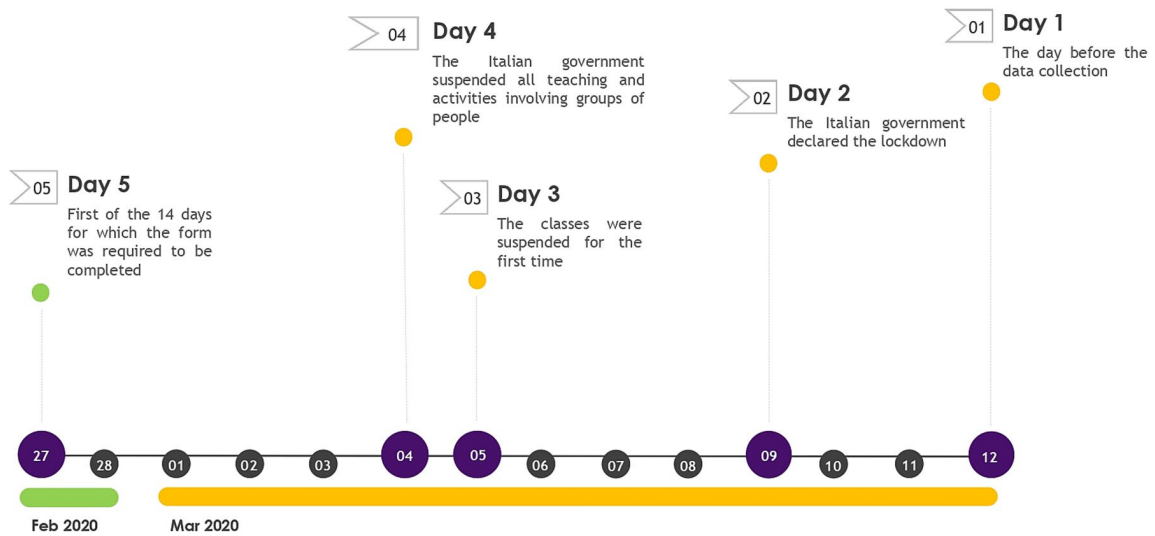 04
Day 4
The Italian government
suspended all teaching and
activities involving groups of
people
01
Day 1
The day before the
data collection
02
Day 2
The Italian government
declared the lockdown
05
Day 5
First of the 14 days
for which the form
was required to be
completed
03
Day 3
The classes were
suspended for the
first time
27 28 01 02 03 04 05 06 07 08 09 10 11 12
Feb 2020 Mar 2020